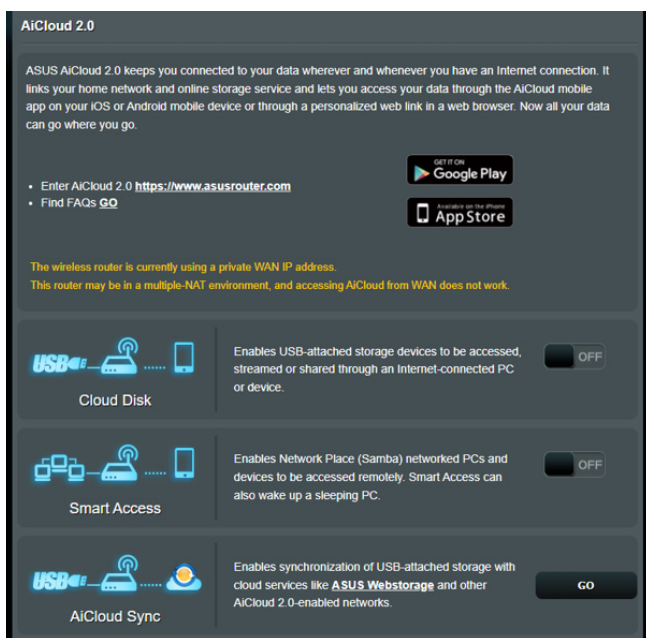 AiCloud 2.0
ASUS AiCloud 2.0 keeps you connected to your data wherever and whenever you have an Internet connection. It
links your home network and online storage service and lets you access your data through the AiCloud mobile
app on your iOS or Android mobile device or through a personalized web link in a web browser. Now all your data
can go where you go.
GET IT ON
Google Play
• Enter AiCloud 2.0 https://www.asusrouter.com
• Find FAQs GO
Available on the iPhone
App Store
The wireless router is currently using a private WAN IP address.
This router may be in a multiple-NAT environment, and accessing AiCloud from WAN does not work.
USB
Cloud Disk
Enables USB-attached storage devices to be accessed,
streamed or shared through an Internet-connected PC
or device.
OFF
Smart Access
Enables Network Place (Samba) networked PCs and
devices to be accessed remotely. Smart Access can
also wake up a sleeping PC.
OFF
USB
AiCloud Sync
Enables synchronization of USB-attached storage with
cloud services like ASUS Webstorage and other
AiCloud 2.0-enabled networks.
GO